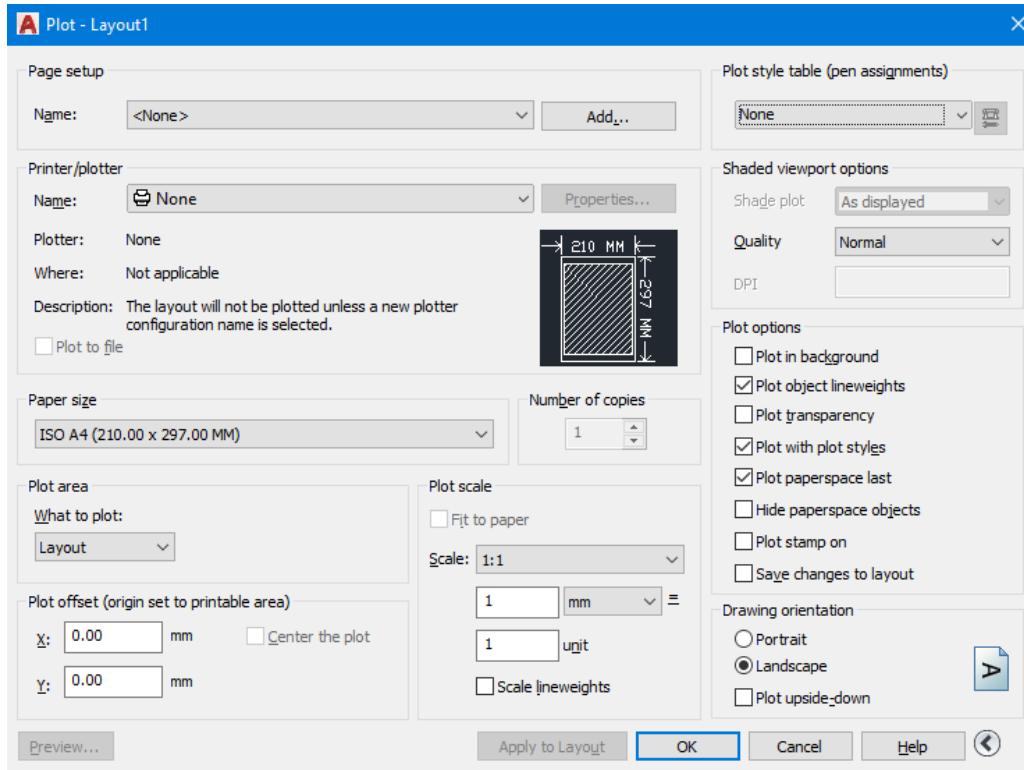 Plot - Layout1
Page setup
Name: <None> Add...
Printer/plotter
Name: None Properties...
Plotter: None
Where: Not applicable
Description: The layout will not be plotted unless a new plotter
configuration name is selected.
Plot to file
210 MM
297 MM
Paper size
ISO A4 (210.00 x 297.00 MM)
Number of copies
1
Plot area
What to plot:
Layout
Plot offset (origin set to printable area)
X: 0.00 mm Center the plot
Y: 0.00 mm
Plot scale
Fit to paper
Scale: 1:1
1 mm =
1 unit
Scale lineweights
Plot style table (pen assignments)
None
Shaded viewport options
Shade plot As displayed
Quality Normal
DPI
Plot options
Plot in background
Plot object lineweights
Plot transparency
Plot with plot styles
Plot paperspace last
Hide paperspace objects
Plot stamp on
Save changes to layout
Drawing orientation
Portrait
Landscape
Plot upside-down
A
Preview... Apply to Layout OK Cancel Help